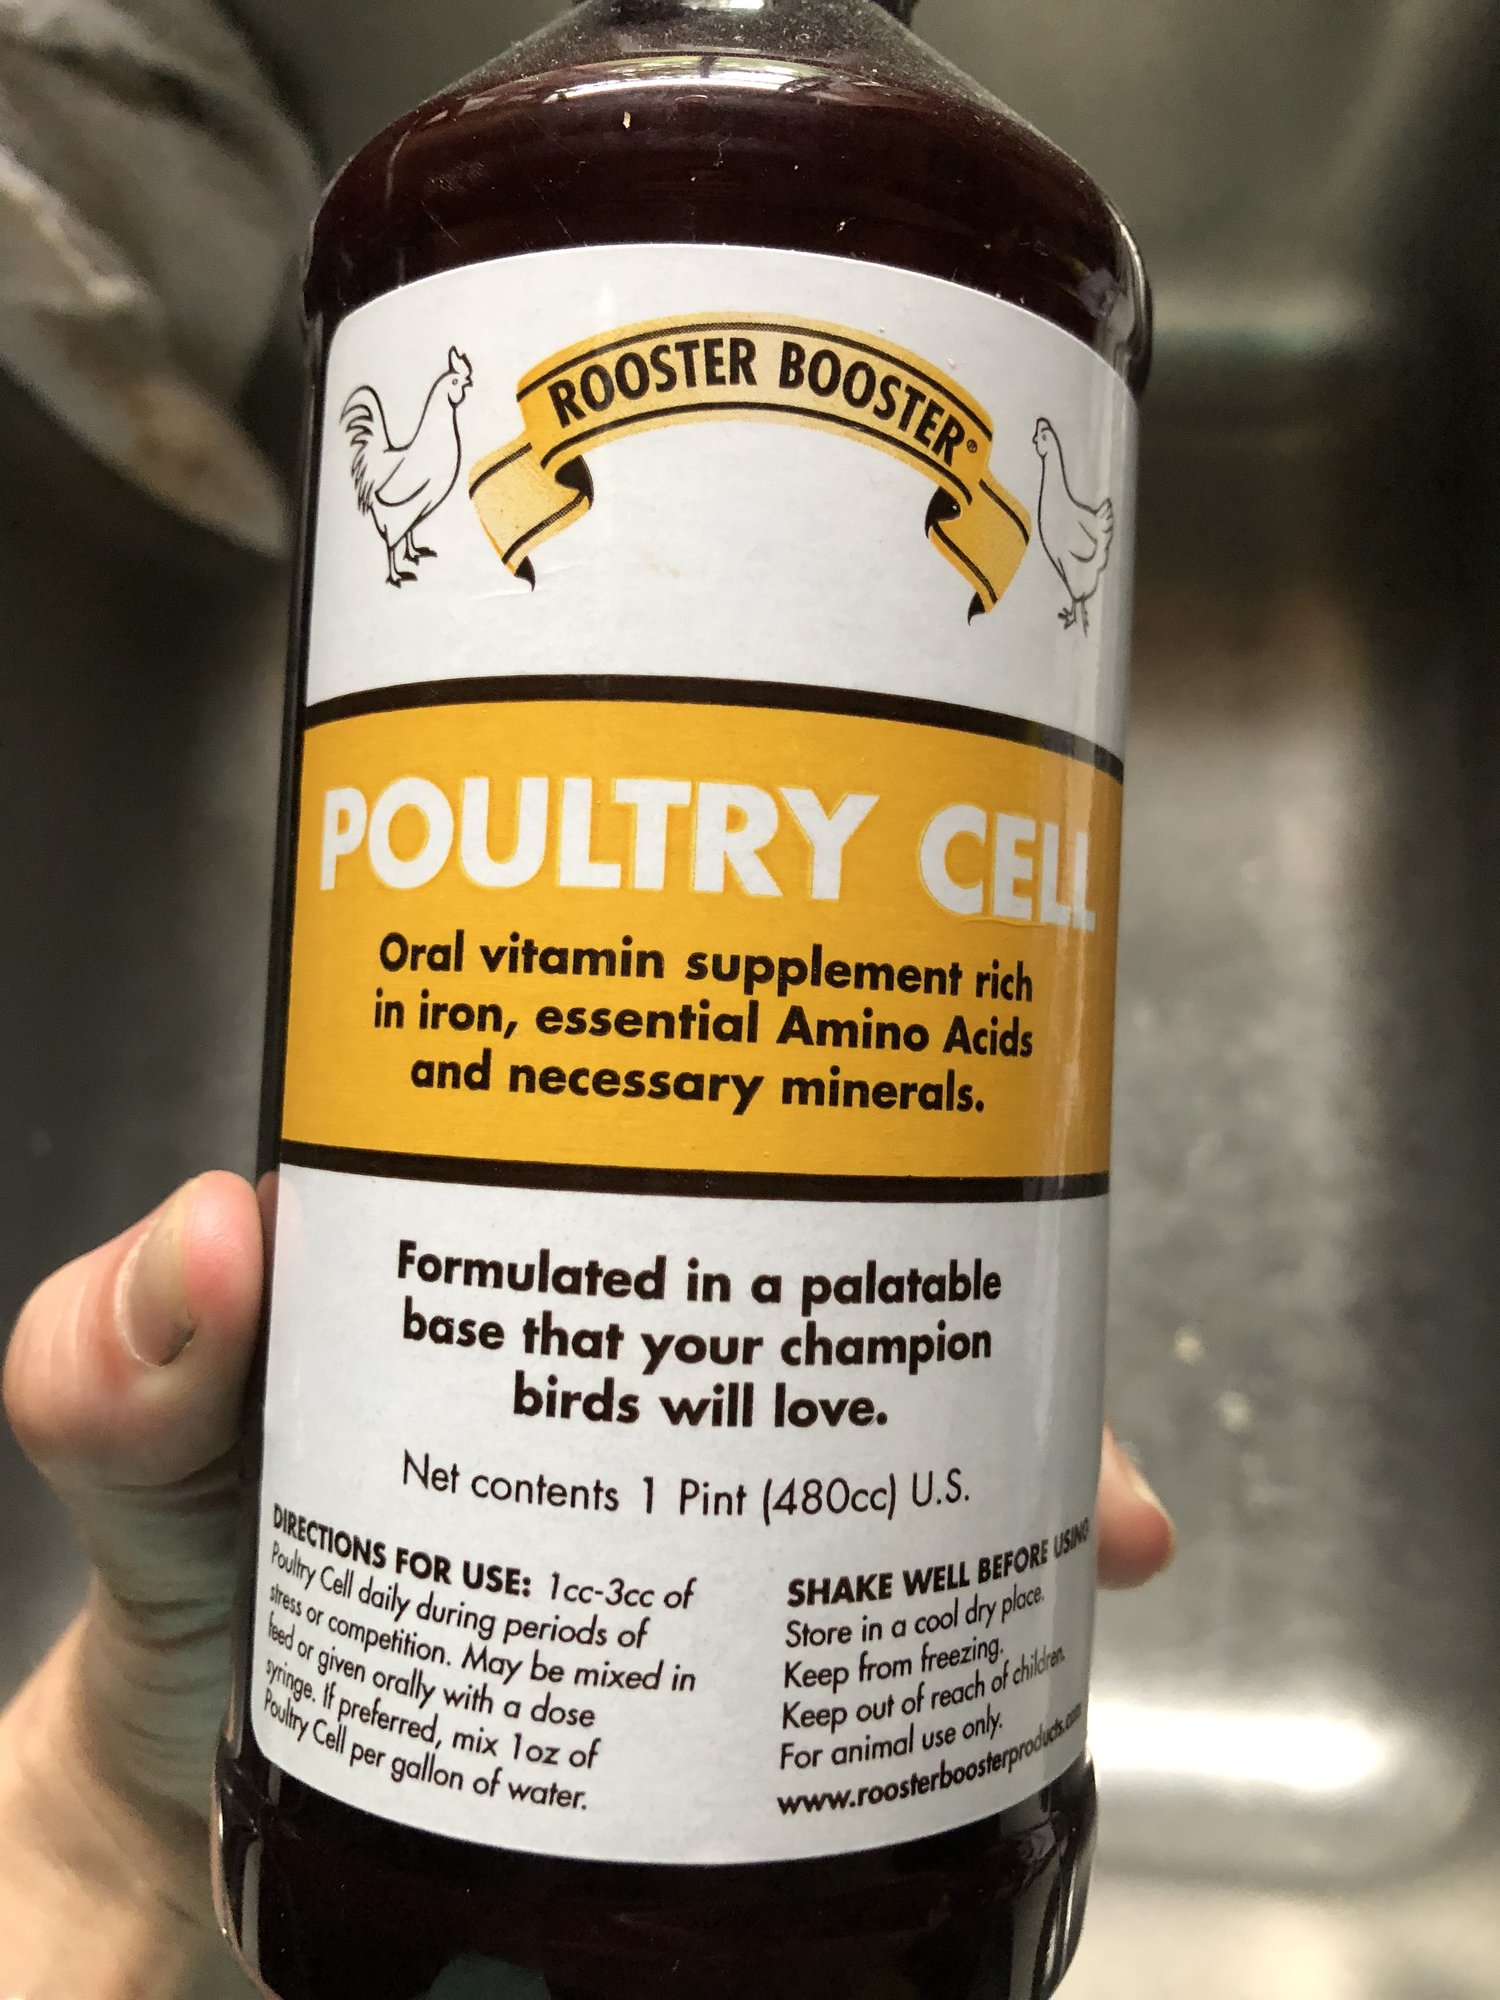 ROOSTER BOOSTER®
POULTRY CELL
Oral vitamin supplement rich
in iron, essential Amino Acids
and necessary minerals.
Formulated in a palatable
base that your champion
birds will love.
Net contents 1 Pint (480cc) U.S.
DIRECTIONS FOR USE: 1cc-3cc of
Poultry Cell daily during periods of
stress or competition. May be mixed in
feed or given orally with a dose
syringe. If preferred, mix 1oz of
Poultry Cell per gallon of water.
SHAKE WELL BEFORE USING
Store in a cool dry place.
Keep from freezing.
Keep out of reach of children.
For animal use only.
www.roosterboosterproducts.com